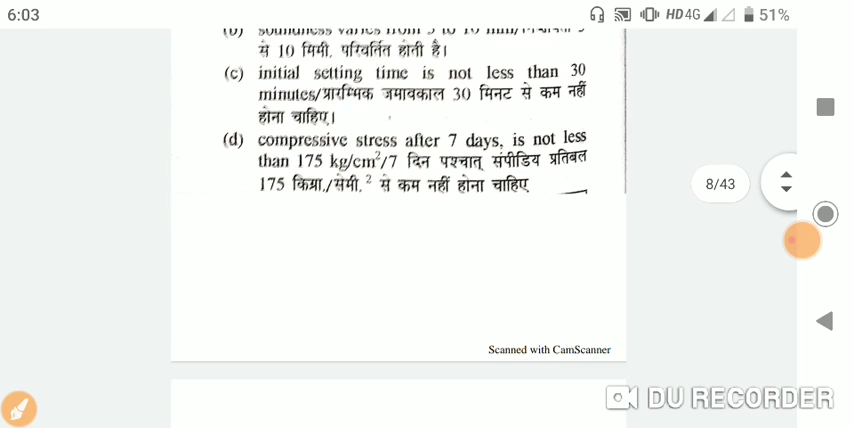 6:03
HD 4G 51%
से 10 मिमी. परिवर्तित होती है।
(c) initial setting time is not less than 30
minutes/प्रारम्भिक जमावकाल 30 मिनट से कम नहीं
होना चाहिए।
(d) compressive stress after 7 days, is not less
than 175 kg/cm²/7 दिन पश्चात् संपीडिय प्रतिबल
175 किग्रा./सेमी.² से कम नहीं होना चाहिए
8/43
Scanned with CamScanner
DU RECORDER